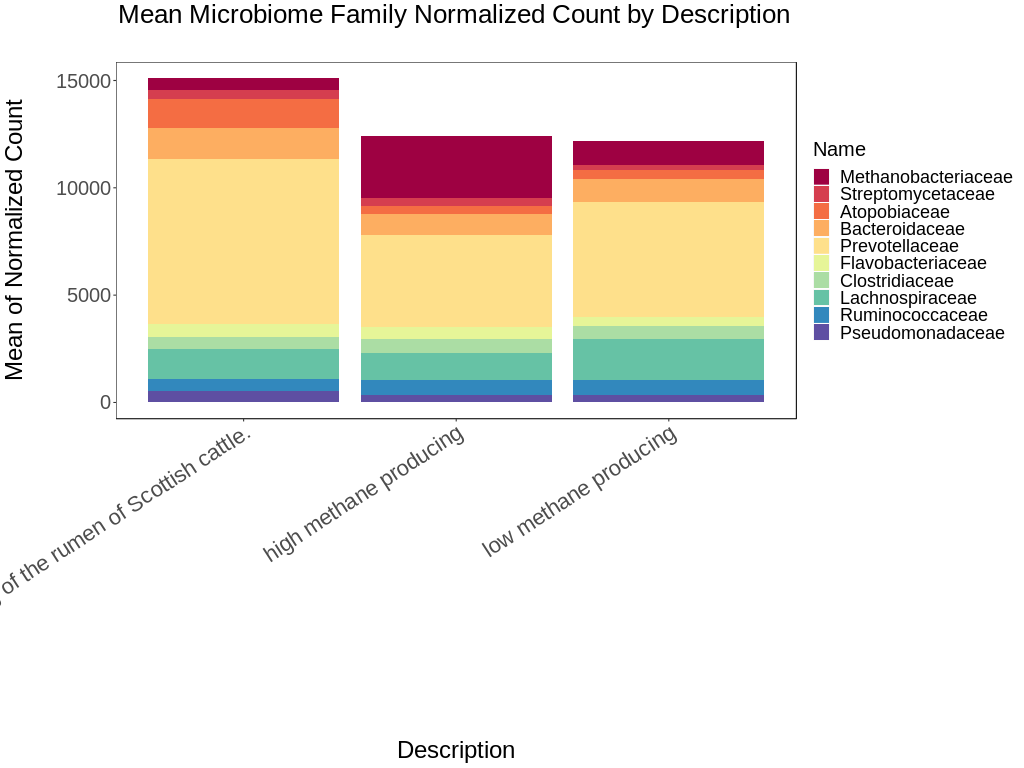 Mean Microbiome Family Normalized Count by Description
Mean of Normalized Count
15000
10000
5000
0
of the rumen of Scottish cattle.
high methane producing
low methane producing
Description
Name
Methanobacteriaceae
Streptomycetaceae
Atopobiaceae
Bacteroidaceae
Prevotellaceae
Flavobacteriaceae
Clostridiaceae
Lachnospiraceae
Ruminococcaceae
Pseudomonadaceae